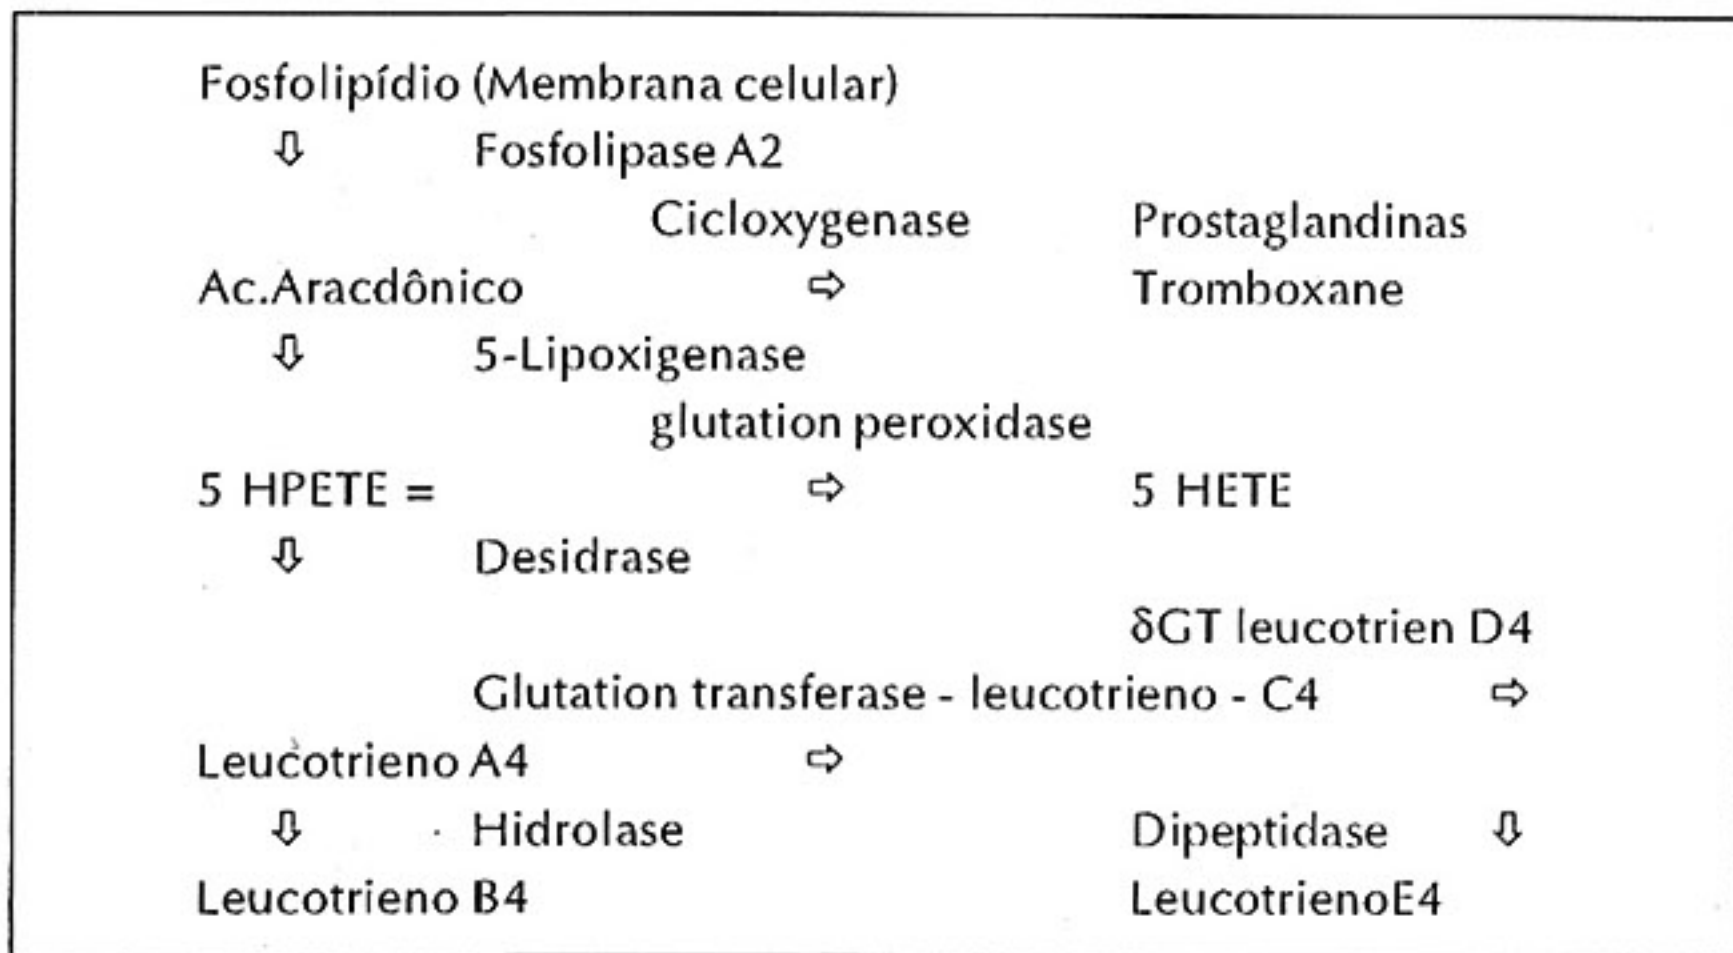 Fosfolipídio (Membrana celular)
⇩ Fosfolipase A2
Cicloxygenase Prostaglandinas
Ac.Aracdônico ⇨ Tromboxane
⇩ 5-Lipoxigenase
glutation peroxidase
5 HPETE = ⇨ 5 HETE
⇩ Desidrase
δGT leucotrien D4
Glutation transferase - leucotrieno - C4 ⇨
Leucotrieno A4 ⇨
⇩ Hidrolase Dipeptidase ⇩
Leucotrieno B4 LeucotrienoE4